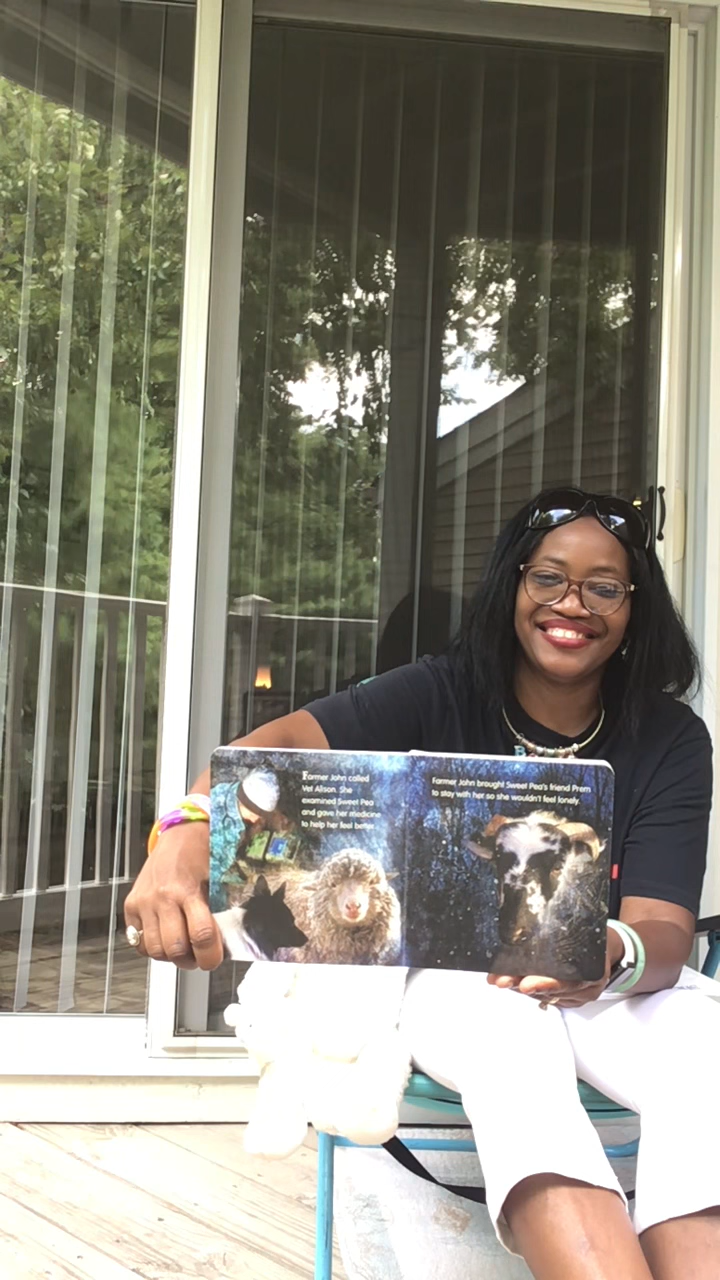 Farmer John called
Vet Alison. She
examined Sweet Pea
and gave her medicine
to help her feel better.
Farmer John brought Sweet Pea's friend Prem
to stay with her so she wouldn't feel lonely.